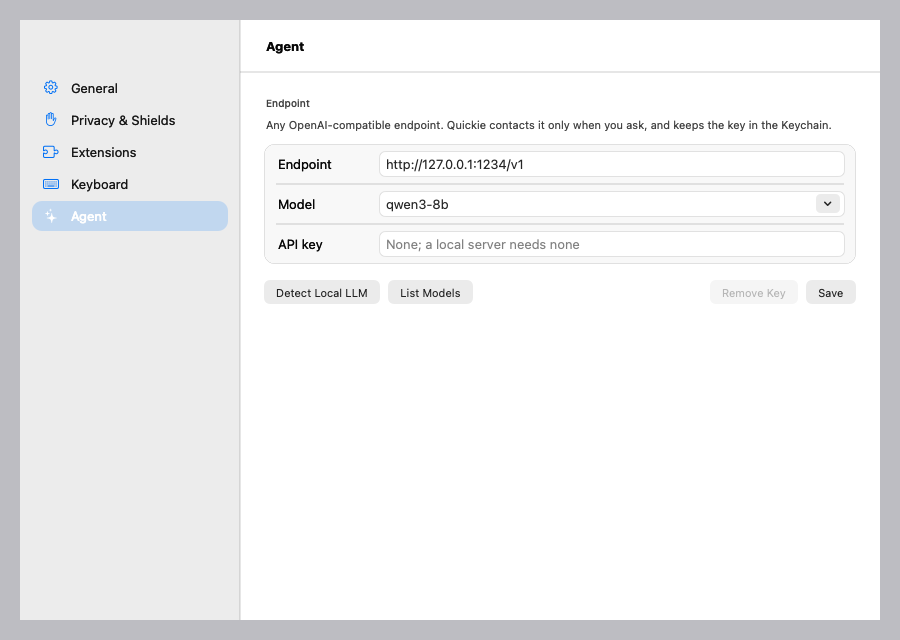 Agent
General
Privacy & Shields
Extensions
Keyboard
Agent
Endpoint
Any OpenAI-compatible endpoint. Quickie contacts it only when you ask, and keeps the key in the Keychain.
Endpoint http://127.0.0.1:1234/v1
Model qwen3-8b
API key None; a local server needs none
Detect Local LLM List Models Remove Key Save